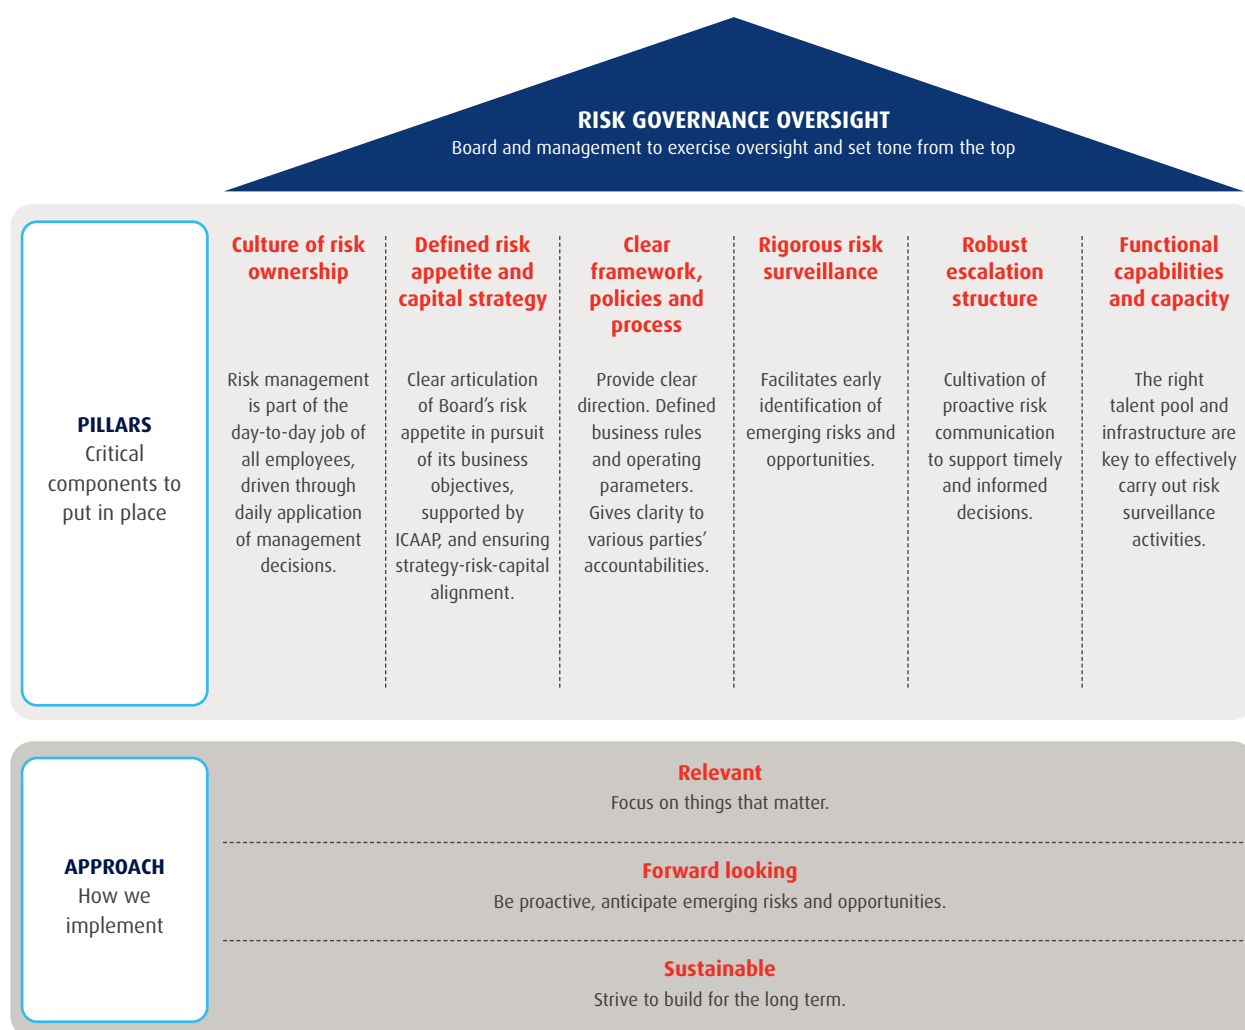 RISK GOVERNANCE OVERSIGHT
Board and management to exercise oversight and set tone from the top
PILLARS
Critical
components to
put in place
Culture of risk
ownership
Risk management
is part of the
day-to-day job of
all employees,
driven through
daily application
of management
decisions.
Defined risk
appetite and
capital strategy
Clear articulation
of Board’s risk
appetite in pursuit
of its business
objectives,
supported by
ICAAP, and ensuring
strategy-risk-capital
alignment.
Clear
framework,
policies and
process
Provide clear
direction. Defined
business rules
and operating
parameters.
Gives clarity to
various parties’
accountabilities.
Rigorous risk
surveillance
Facilitates early
identification of
emerging risks and
opportunities.
Robust
escalation
structure
Cultivation of
proactive risk
communication
to support timely
and informed
decisions.
Functional
capabilities
and capacity
The right
talent pool and
infrastructure are
key to effectively
carry out risk
surveillance
activities.
APPROACH
How we
implement
Relevant
Focus on things that matter.
Forward looking
Be proactive, anticipate emerging risks and opportunities.
Sustainable
Strive to build for the long term.